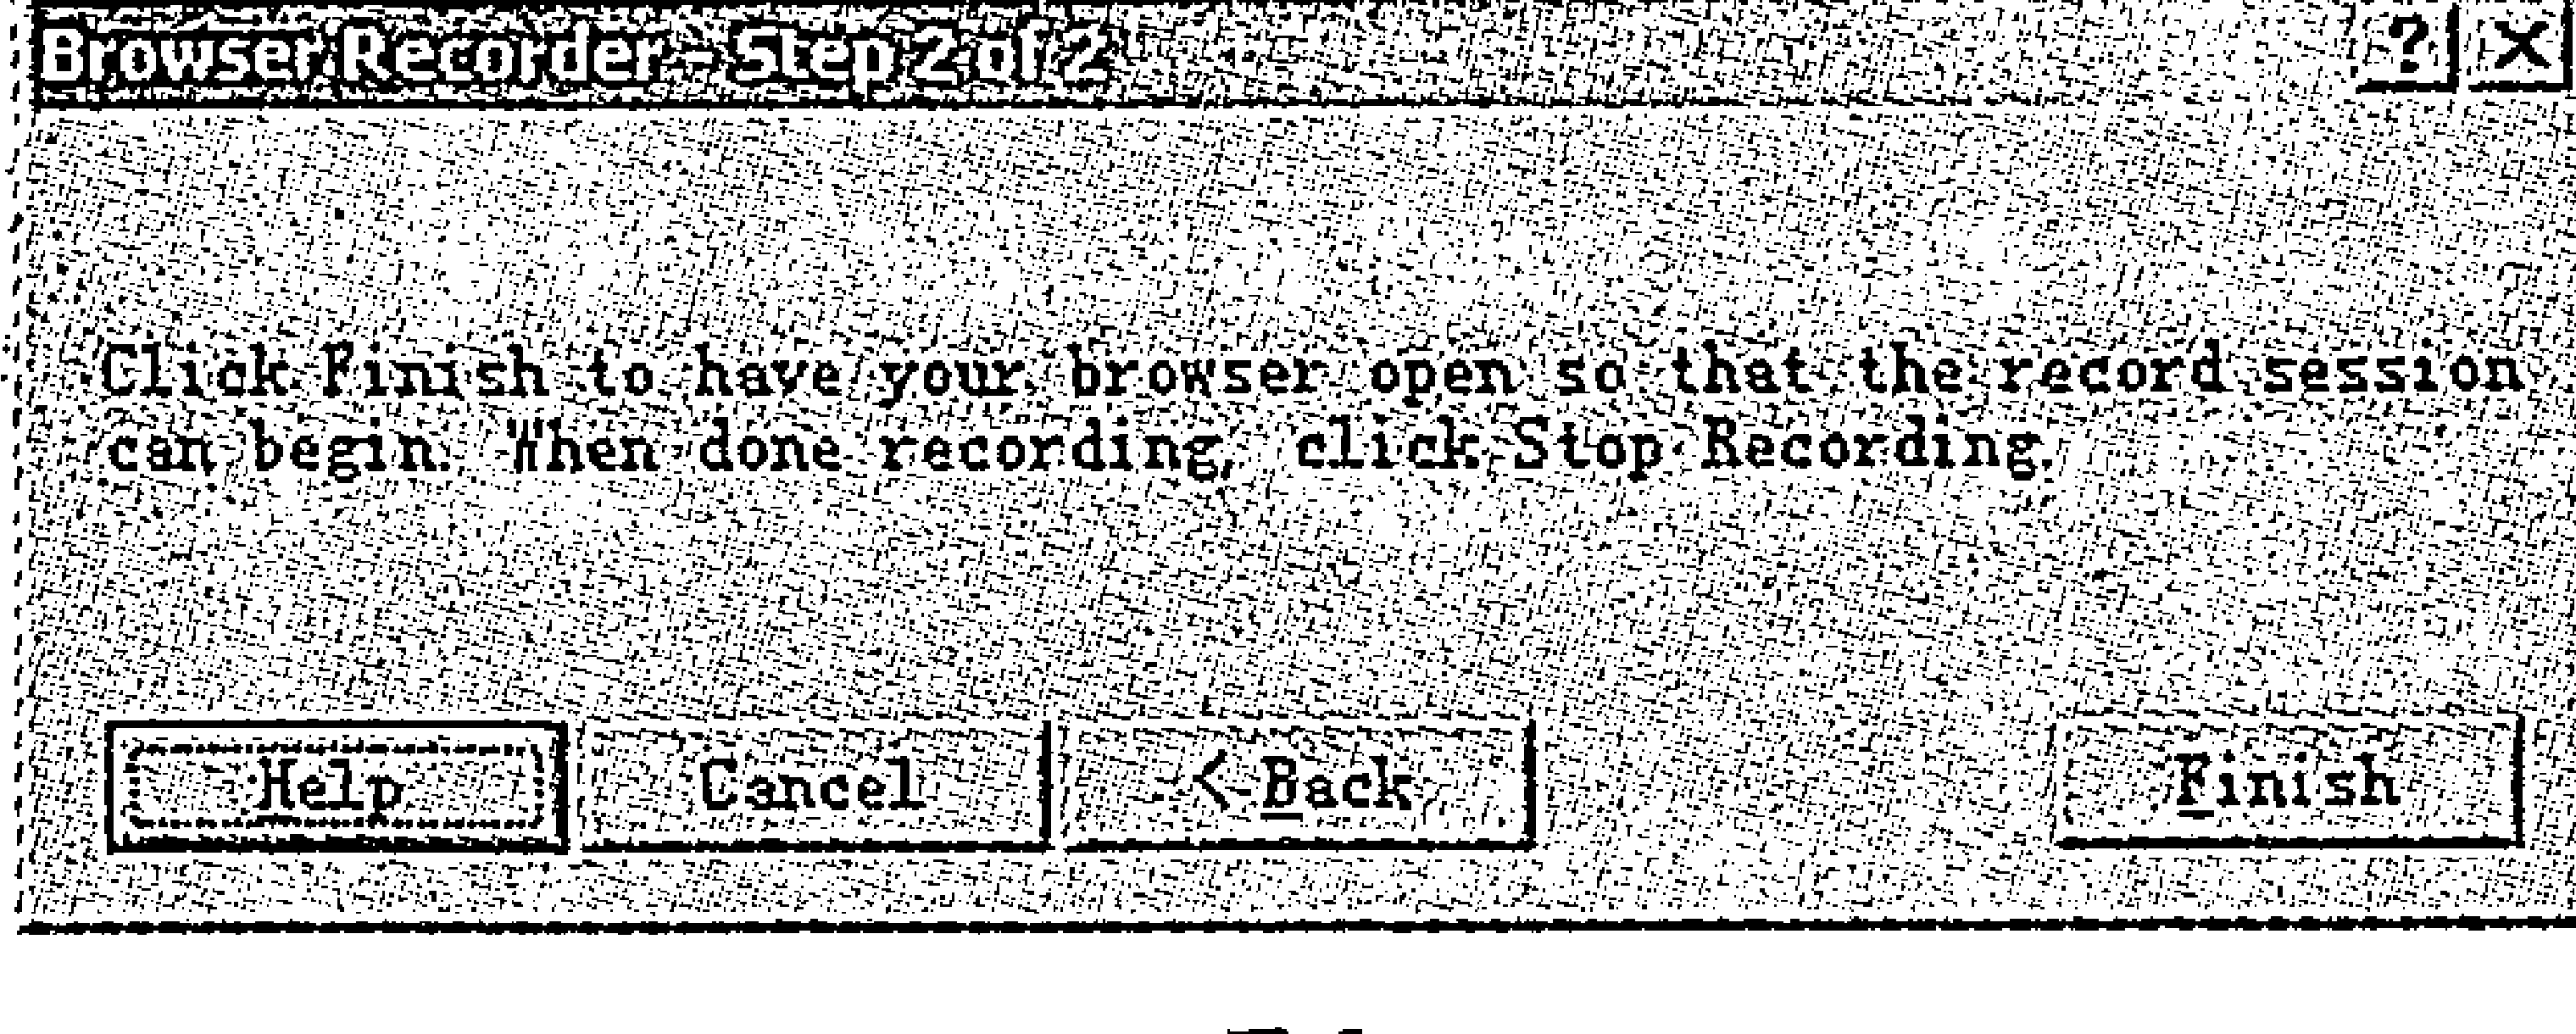 Browser Recorder - Step 2 of 2 ? X
Click Finish to have your browser open so that the record session
can begin. When done recording, click Stop Recording.
Help Cancel < Back Finish